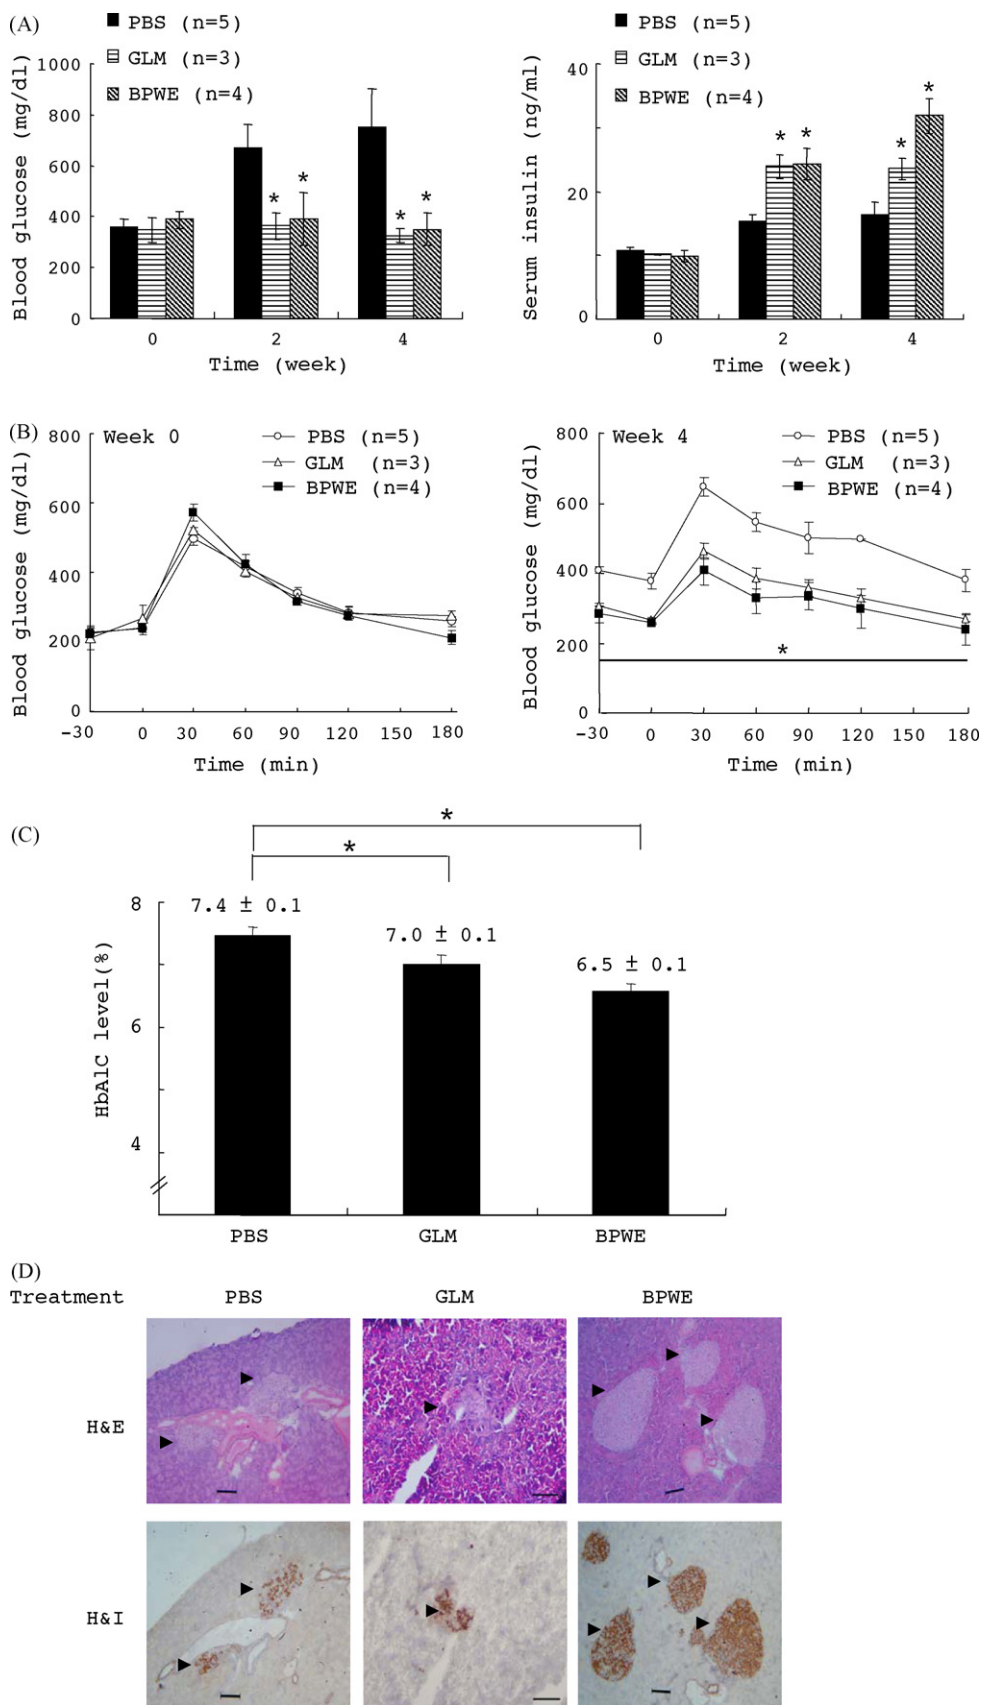 (A)
PBS (n=5)
GLM (n=3)
BPWE (n=4)
Blood glucose (mg/dl)
1000
800
600
400
200
0
* * * *
0 2 4
Time (week)
PBS (n=5)
GLM (n=3)
BPWE (n=4)
Serum insulin (ng/ml)
40
20
10
0
* * * *
0 2 4
Time (week)
(B)
Week 0
PBS (n=5)
GLM (n=3)
BPWE (n=4)
Blood glucose (mg/dl)
800
600
400
200
0
-30 0 30 60 90 120 150 180
Time (min)
Week 4
PBS (n=5)
GLM (n=3)
BPWE (n=4)
Blood glucose (mg/dl)
800
600
400
200
0
*
-30 0 30 60 90 120 150 180
Time (min)
(C)
*
*
HbAlC level(%)
8
6
4
7.4 ± 0.1
7.0 ± 0.1
6.5 ± 0.1
PBS GLM BPWE
(D)
Treatment PBS GLM BPWE
H&E
H&I